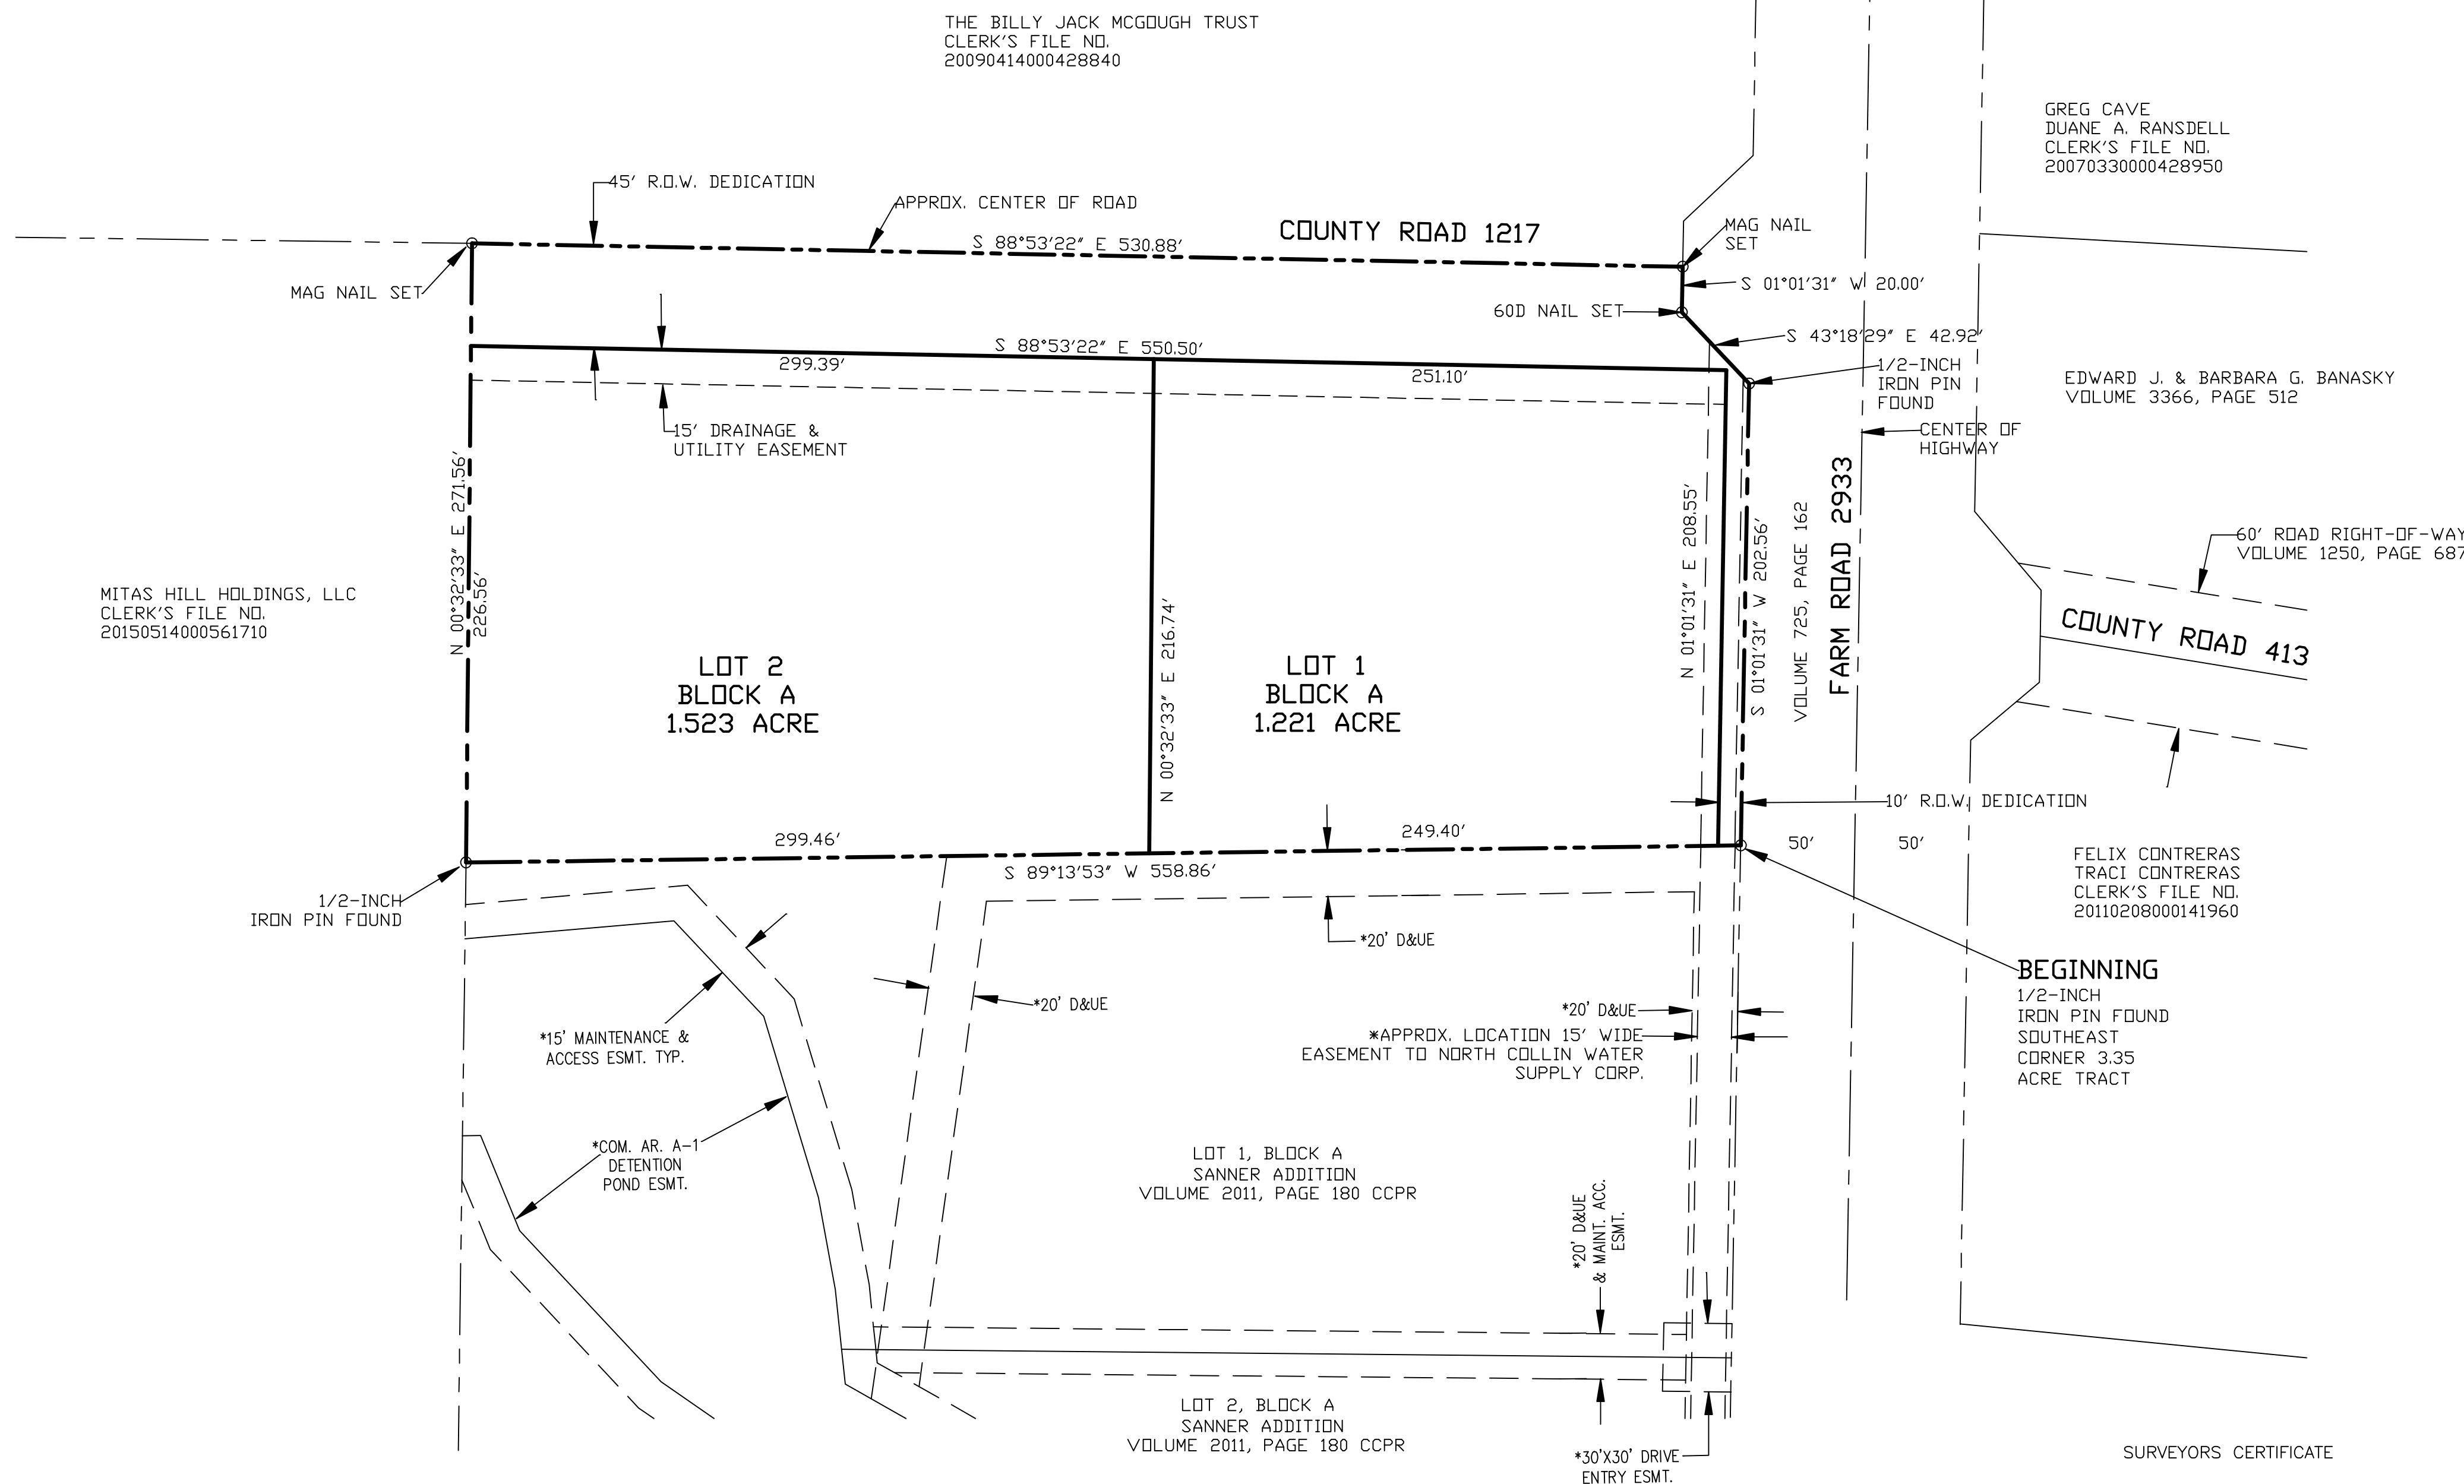 THE BILLY JACK MCGOUGH TRUST
CLERK'S FILE NO.
20090414000428840
GREG CAVE
DUANE A. RANSDELL
CLERK'S FILE NO.
20070330000428950
45' R.O.W. DEDICATION
APPROX. CENTER OF ROAD
COUNTY ROAD 1217
S 88°53'22" E 530.88'
MAG NAIL
SET
MAG NAIL SET
S 01°01'31" W 20.00'
60D NAIL SET
S 43°18'29" E 42.92'
S 88°53'22" E 550.50'
299.39'
251.10'
1/2-INCH
IRON PIN
FOUND
EDWARD J. & BARBARA G. BANASKY
VOLUME 3366, PAGE 512
CENTER OF
HIGHWAY
15' DRAINAGE &
UTILITY EASEMENT
N 00°32'33" E 271.56'
226.56'
N 00°32'33" E 216.74'
N 01°01'31" E 208.55'
S 01°01'31" W 202.56'
VOLUME 725, PAGE 162
FARM ROAD 2933
60' ROAD RIGHT-OF-WAY
VOLUME 1250, PAGE 687
COUNTY ROAD 413
MITAS HILL HOLDINGS, LLC
CLERK'S FILE NO.
20150514000561710
LOT 2
BLOCK A
1.523 ACRE
LOT 1
BLOCK A
1.221 ACRE
10' R.O.W. DEDICATION
299.46'
249.40'
50'
50'
S 89°13'53" W 558.86'
FELIX CONTRERAS
TRACI CONTRERAS
CLERK'S FILE NO.
20110208000141960
1/2-INCH
IRON PIN FOUND
*20' D&UE
BEGINNING
1/2-INCH
IRON PIN FOUND
SOUTHEAST
CORNER 3.35
ACRE TRACT
*20' D&UE
*20' D&UE
*APPROX. LOCATION 15' WIDE
EASEMENT TO NORTH COLLIN WATER
SUPPLY CORP.
*15' MAINTENANCE &
ACCESS ESMT. TYP.
*COM. AR. A-1
DETENTION
POND ESMT.
LOT 1, BLOCK A
SANNER ADDITION
VOLUME 2011, PAGE 180 CCPR
*20' D&UE
& MAINT. ACC.
ESMT.
LOT 2, BLOCK A
SANNER ADDITION
VOLUME 2011, PAGE 180 CCPR
*30'X30' DRIVE
ENTRY ESMT.
SURVEYORS CERTIFICATE